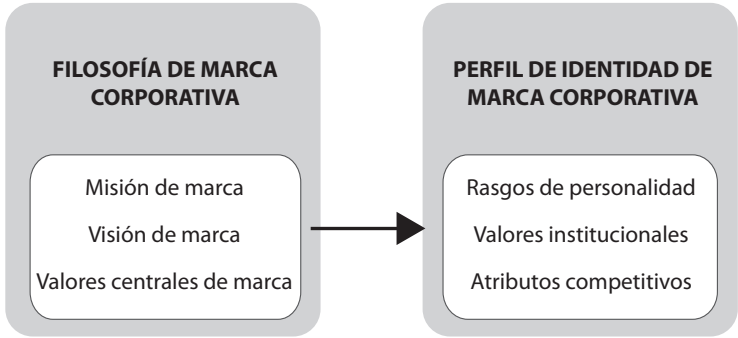 FILOSOFÍA DE MARCA
CORPORATIVA
Misión de marca
Visión de marca
Valores centrales de marca
PERFIL DE IDENTIDAD DE
MARCA CORPORATIVA
Rasgos de personalidad
Valores institucionales
Atributos competitivos